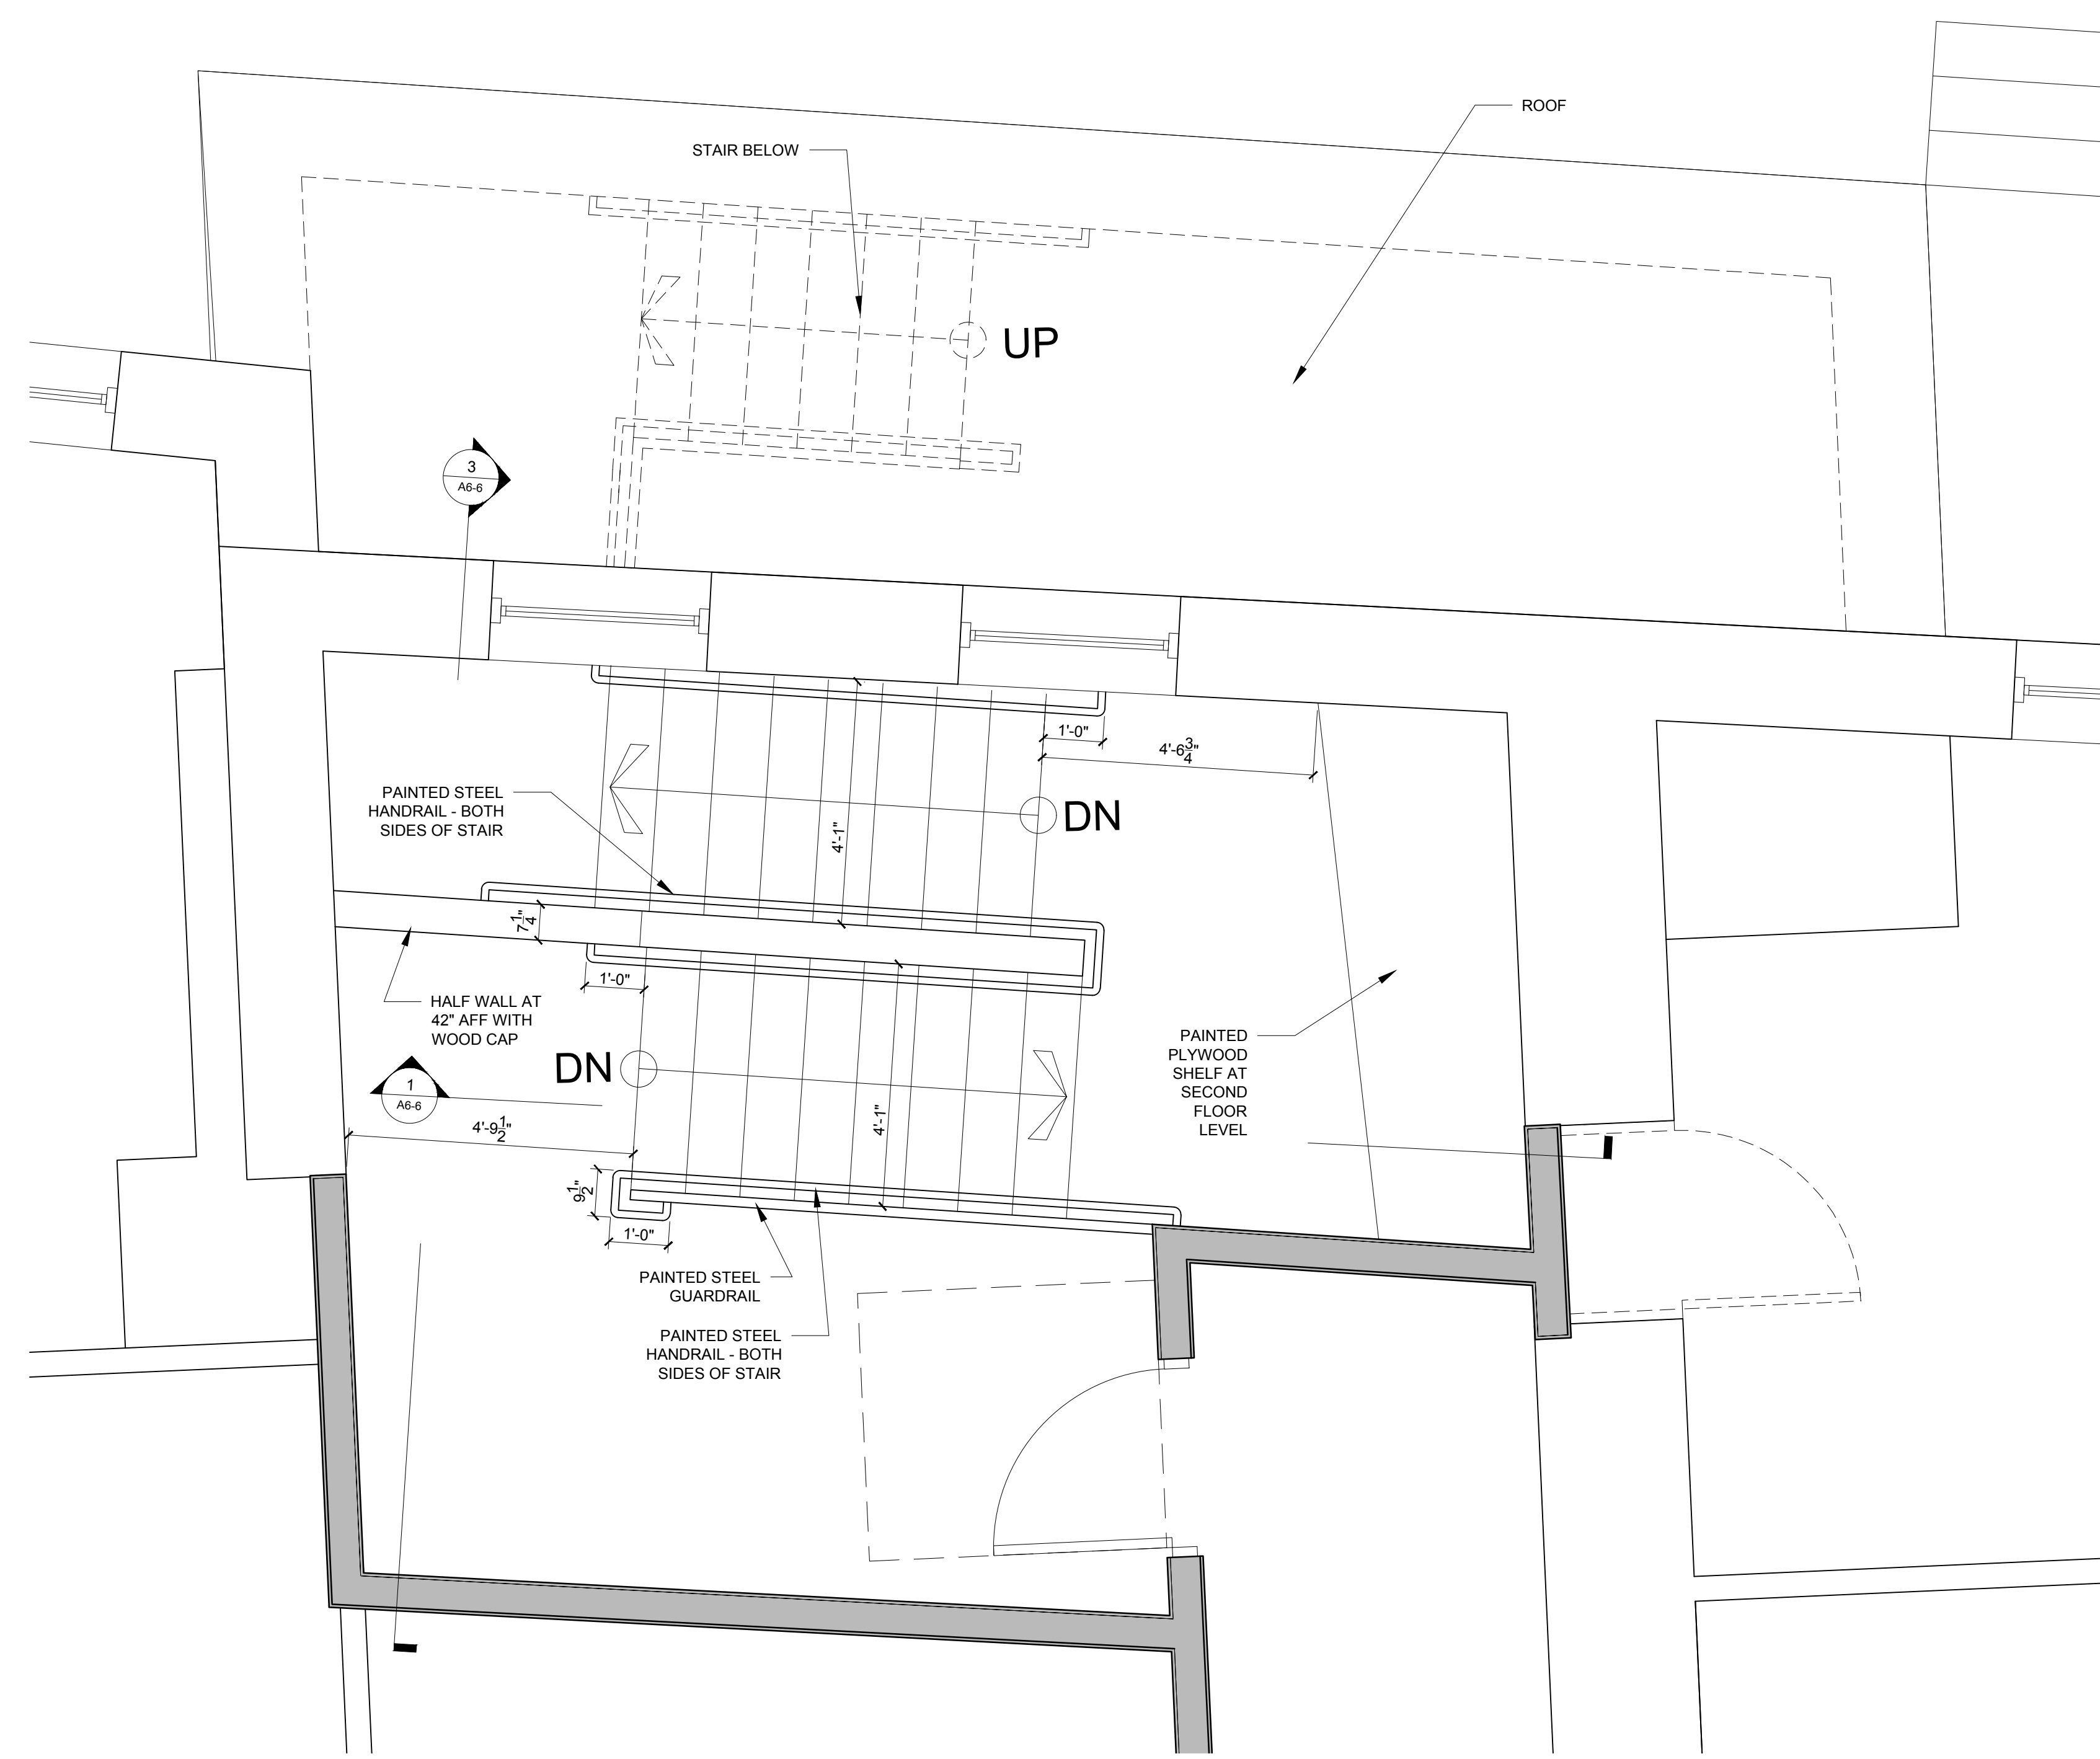 ROOF
STAIR BELOW
UP
3
A6-6
1'-0"
4'-6 3/4"
PAINTED STEEL
HANDRAIL - BOTH
SIDES OF STAIR
DN
4'-1"
7 1/4"
1'-0"
HALF WALL AT
42" AFF WITH
WOOD CAP
DN
1
A6-6
4'-9 1/2"
4'-1"
PAINTED
PLYWOOD
SHELF AT
SECOND
FLOOR
LEVEL
9 1/2"
1'-0"
PAINTED STEEL
GUARDRAIL
PAINTED STEEL
HANDRAIL - BOTH
SIDES OF STAIR